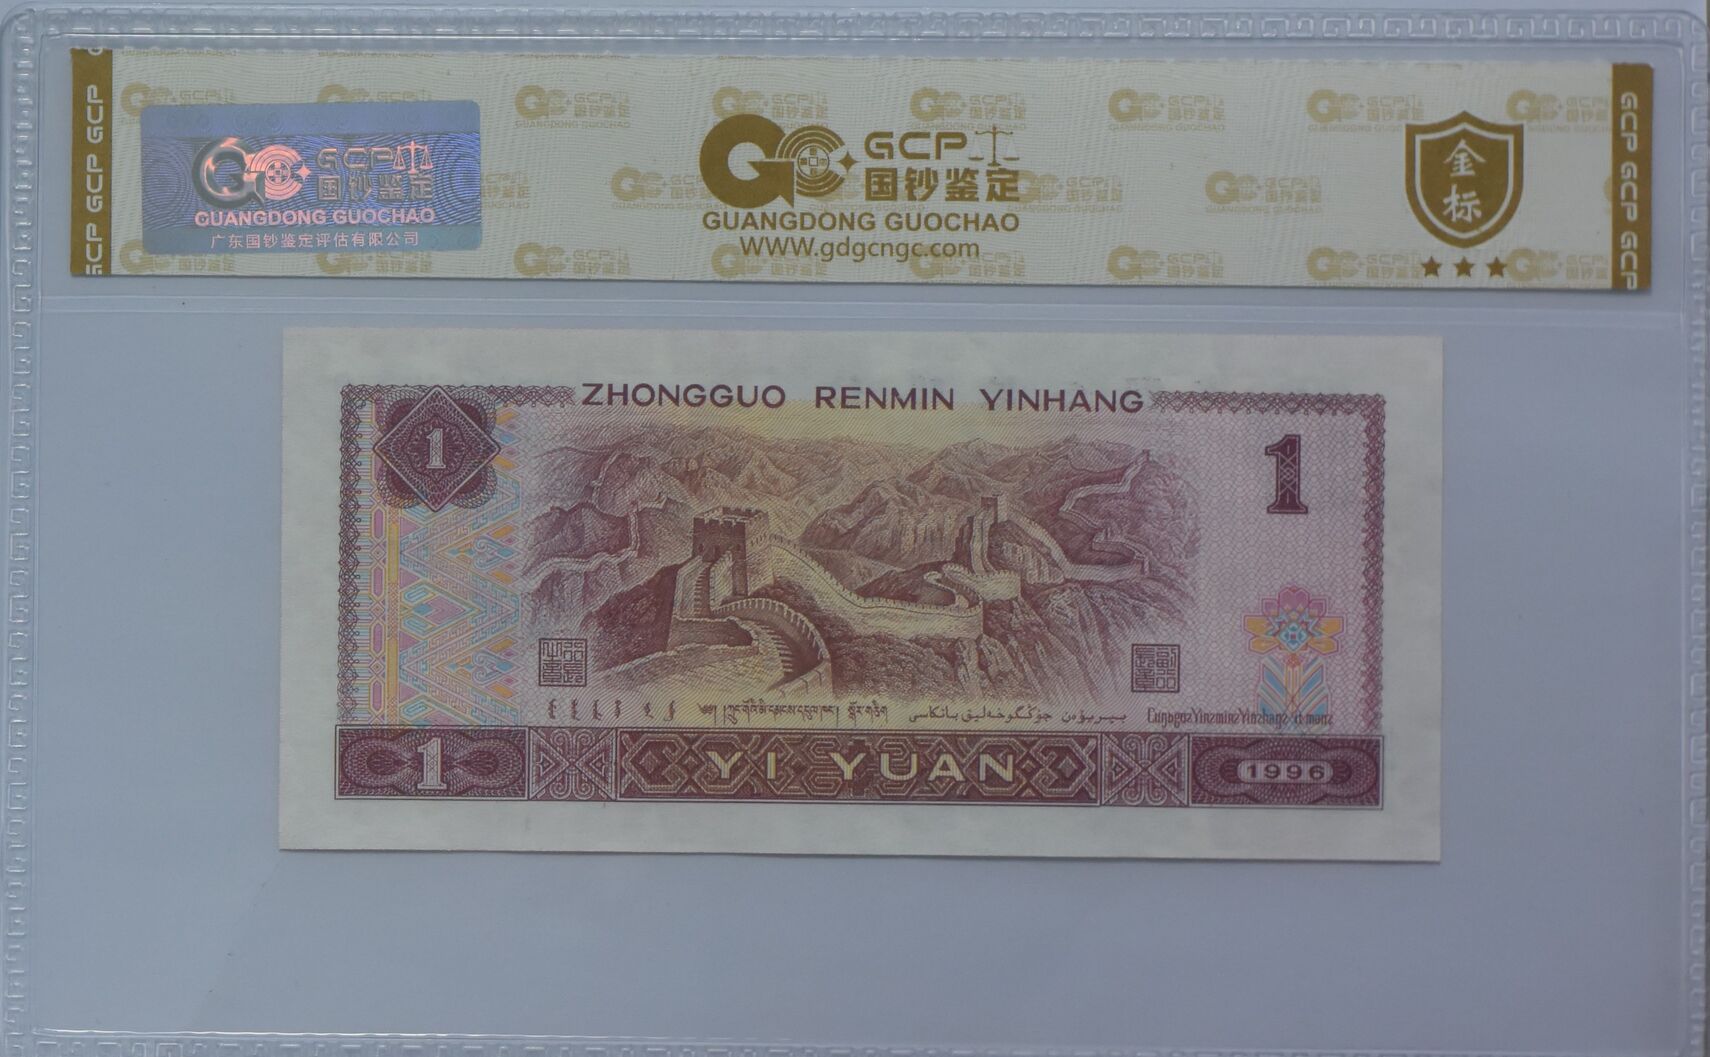 GCP GCP GCP
GCP
国钞鉴定
GUANGDONG GUOCHAO
广东国钞鉴定评估有限公司
GCP
国钞鉴定
GUANGDONG GUOCHAO
WWW.gdgcngc.com
金标
GCP GCP GCP
ZHONGGUO RENMIN YINHANG
1
1
1 YI YUAN 1996